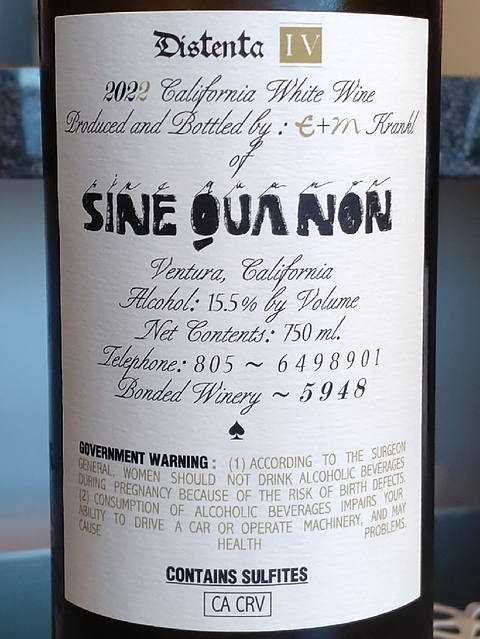 Distenta IV
2022 California White Wine
Produced and Bottled by : E+M Krankl
of
sine qua non
SINE QUA NON
Ventura, California
Alcohol: 15.5% by Volume
Net Contents: 750 ml.
Telephone: 805 ~ 6498901
Bonded Winery ~ 5948
GOVERNMENT WARNING : (1) ACCORDING TO THE SURGEON
GENERAL, WOMEN SHOULD NOT DRINK ALCOHOLIC BEVERAGES
DURING PREGNANCY BECAUSE OF THE RISK OF BIRTH DEFECTS.
(2) CONSUMPTION OF ALCOHOLIC BEVERAGES IMPAIRS YOUR
ABILITY TO DRIVE A CAR OR OPERATE MACHINERY, AND MAY
CAUSE HEALTH PROBLEMS.
CONTAINS SULFITES
CA CRV